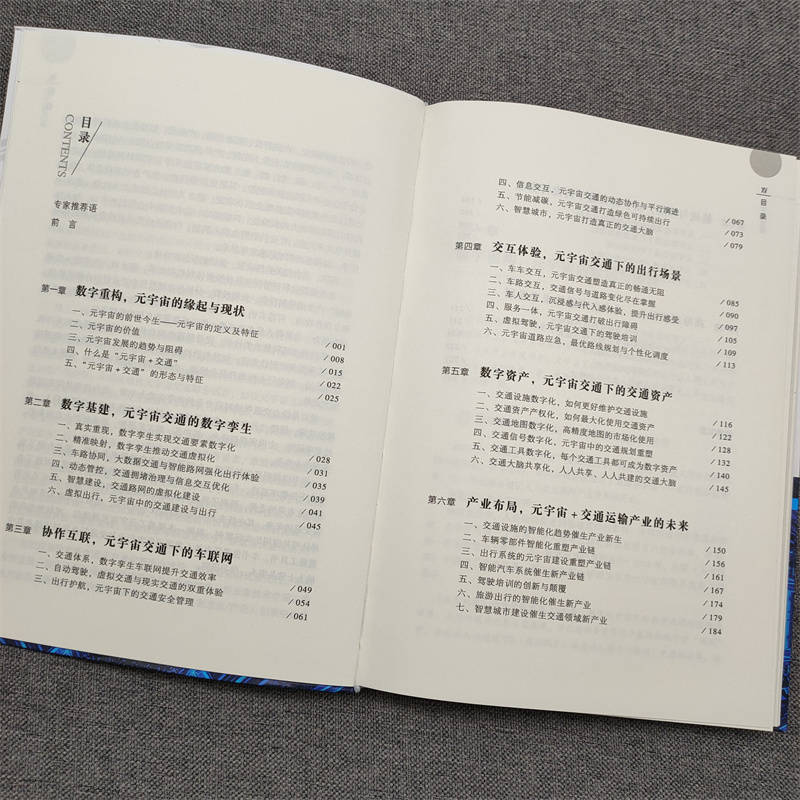 目录
CONTENTS
专家推荐语
前 言
第一章 数字重构，元宇宙的缘起与现状
一、元宇宙的前世今生——元宇宙的定义及特征 / 001
二、元宇宙的价值 / 008
三、元宇宙发展的趋势与阻碍 / 015
四、什么是“元宇宙+交通” / 022
五、“元宇宙+交通”的形态与特征 / 025
第二章 数字基建，元宇宙交通的数字孪生
一、真实重现，数字孪生实现交通要素数字化 / 028
二、精准映射，数字孪生推动交通虚拟化 / 031
三、车路协同，大数据交通与智能路网强化出行体验 / 035
四、动态管控，交通拥堵治理与信息交互优化 / 039
五、智慧建设，交通路网的虚拟化建设 / 041
六、虚拟出行，元宇宙中的交通建设与出行 / 045
第三章 协作互联，元宇宙交通下的车联网
一、交通体系，数字孪生车联网提升交通效率 / 049
二、自动驾驶，虚拟交通与现实交通的双重体验 / 054
三、出行护航，元宇宙下的交通安全管理 / 061
目录
四、信息交互，元宇宙交通的动态协作与平行演进 / 067
五、节能减碳，元宇宙交通打造绿色可持续出行 / 073
六、智慧城市，元宇宙打造真正的交通大脑 / 079
第四章 交互体验，元宇宙交通下的出行场景
一、车车交互，元宇宙交通塑造真正的畅通无阻 / 085
二、车路交互，交通信号与道路变化尽在掌握 / 090
三、车人交互，沉浸感与代入感体验，提升出行感受 / 097
四、服务一体，元宇宙交通打破出行障碍 / 105
五、虚拟驾驶，元宇宙交通下的驾驶培训 / 109
六、元宇宙道路应急，最优路线规划与个性化调度 / 113
第五章 数字资产，元宇宙交通下的交通资产
一、交通设施数字化，如何更好维护交通设施 / 116
二、交通资产产权化，如何最大化使用交通资产 / 122
三、交通地图数字化，高精度地图的市场化使用 / 128
四、交通信号数字化，元宇宙中的交通规划重塑 / 132
五、交通工具数字化，每个交通工具都可成为数字资产 / 140
六、交通大脑共享化，人人共享、人人共建的交通大脑 / 145
第六章 产业布局，元宇宙+交通运输产业的未来
一、交通设施的智能化趋势催生产业新生 / 150
二、车辆零部件智能化重塑产业链 / 156
三、出行系统的元宇宙建设重塑产业链 / 161
四、智能汽车系统催生新产业链 / 167
五、驾驶培训的创新与颠覆 / 174
六、旅游出行的智能化催生新产业 / 179
七、智慧城市建设催生交通领域新产业 / 184